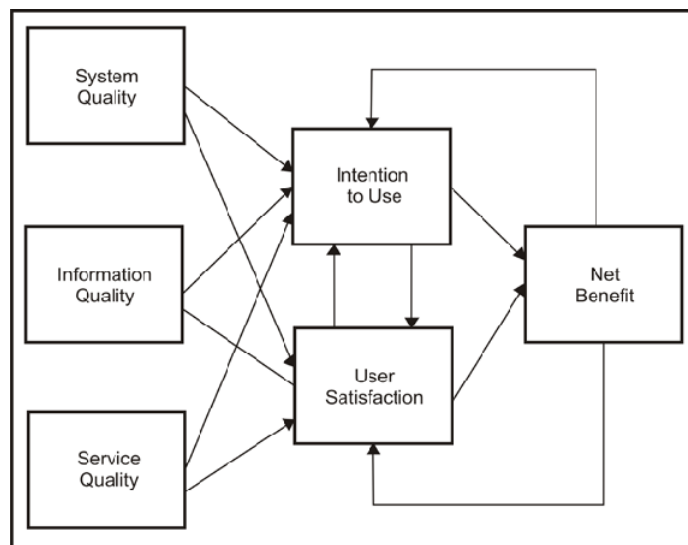 System
Quality
Intention
to Use
Information
Quality
Net
Benefit
User
Satisfaction
Service
Quality